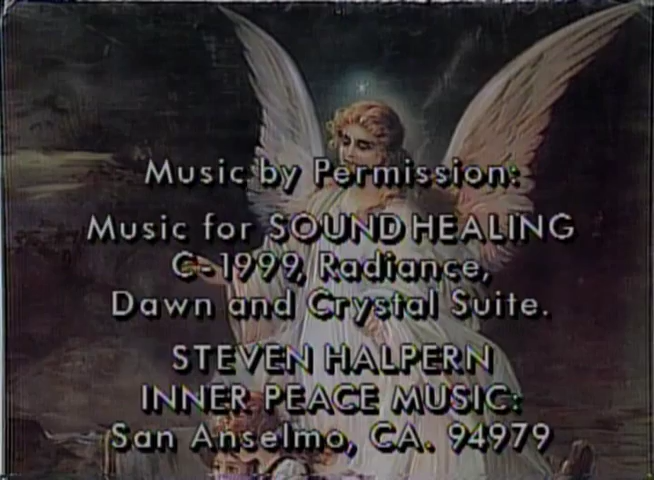 Music by Permission:
Music for SOUND HEALING
C-1999, Radiance,
Dawn and Crystal Suite.
STEVEN HALPERN
INNER PEACE MUSIC:
San Anselmo, CA. 94979